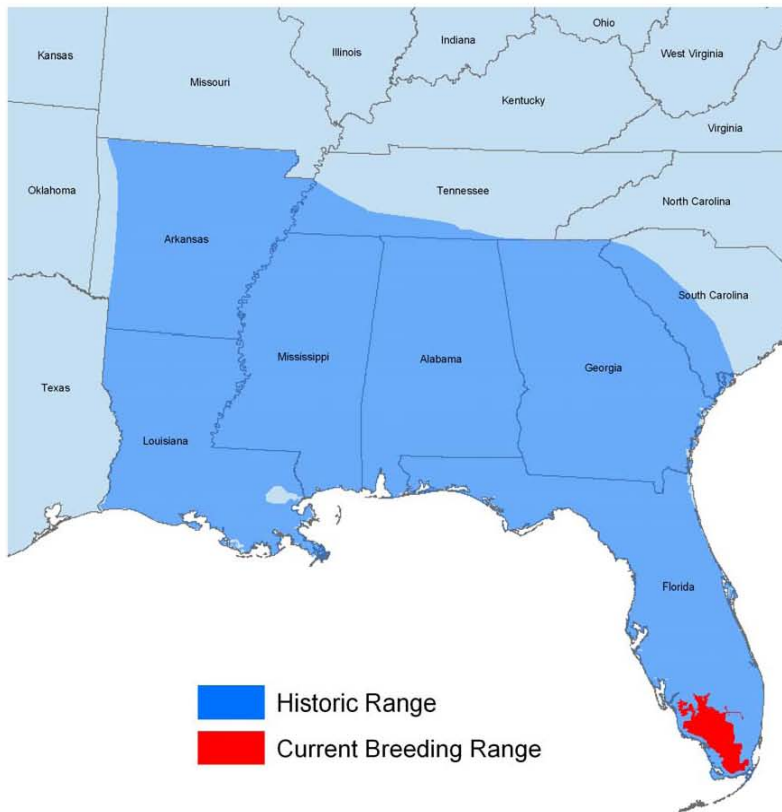 Ohio
Indiana
Illinois
West Virginia
Kansas
Missouri
Kentucky
Virginia
Oklahoma
Tennessee
North Carolina
Arkansas
South Carolina
Mississippi
Alabama
Georgia
Texas
Louisiana
Florida
Historic Range
Current Breeding Range